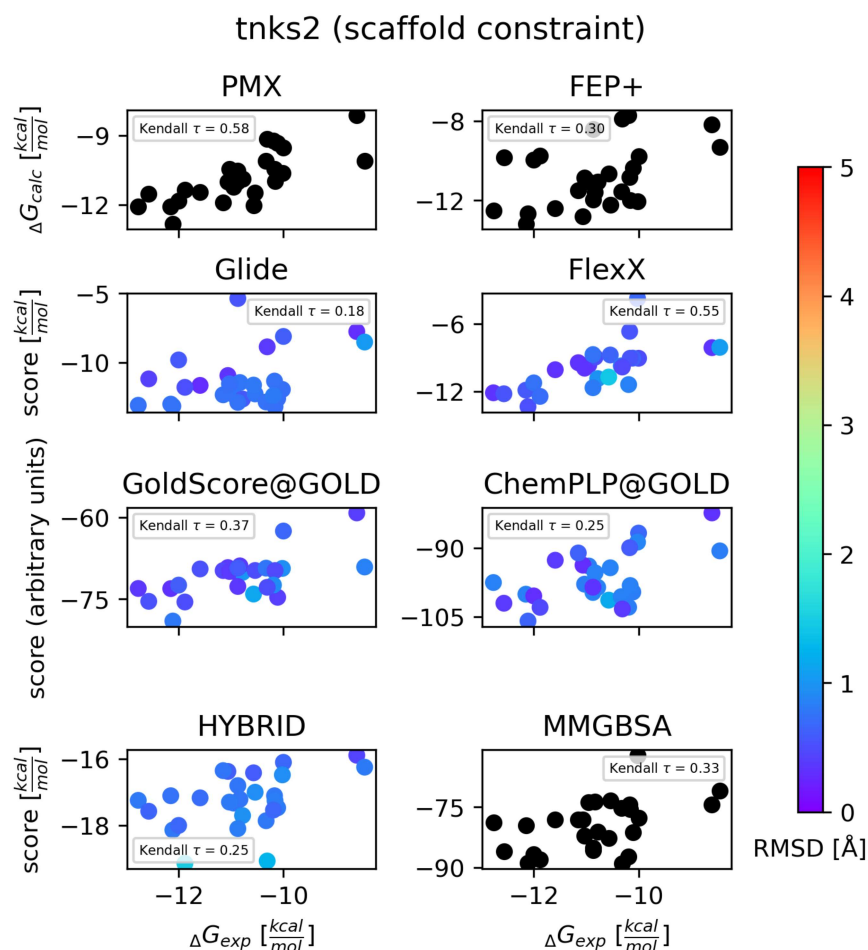 tnks2 (scaffold constraint)
PMX
FEP+
ΔG_calc [kcal/mol]
−9
−12
Kendall τ = 0.58
−8
−12
Kendall τ = 0.30
Glide
FlexX
score [kcal/mol]
−5
−10
Kendall τ = 0.18
−6
−12
Kendall τ = 0.55
GoldScore@GOLD
ChemPLP@GOLD
score (arbitrary units)
−60
−75
Kendall τ = 0.37
−90
−105
Kendall τ = 0.25
HYBRID
MMGBSA
score [kcal/mol]
−16
−18
Kendall τ = 0.25
−75
−90
Kendall τ = 0.33
−12
−10
−12
−10
ΔG_exp [kcal/mol]
ΔG_exp [kcal/mol]
5
4
3
2
1
0
RMSD [Å]